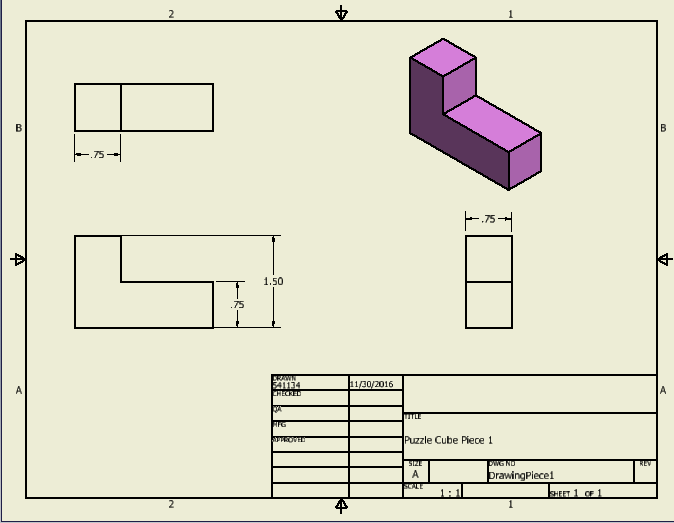 2 1
B B
.75
.75
1.50
.75
A A
DRAWN
541134 11/30/2016
CHECKED
QA
MFG
APPROVED
TITLE
Puzzle Cube Piece 1
SIZE
A
DWG NO
DrawingPiece1
REV
SCALE
1 : 1
SHEET 1 OF 1
2 1